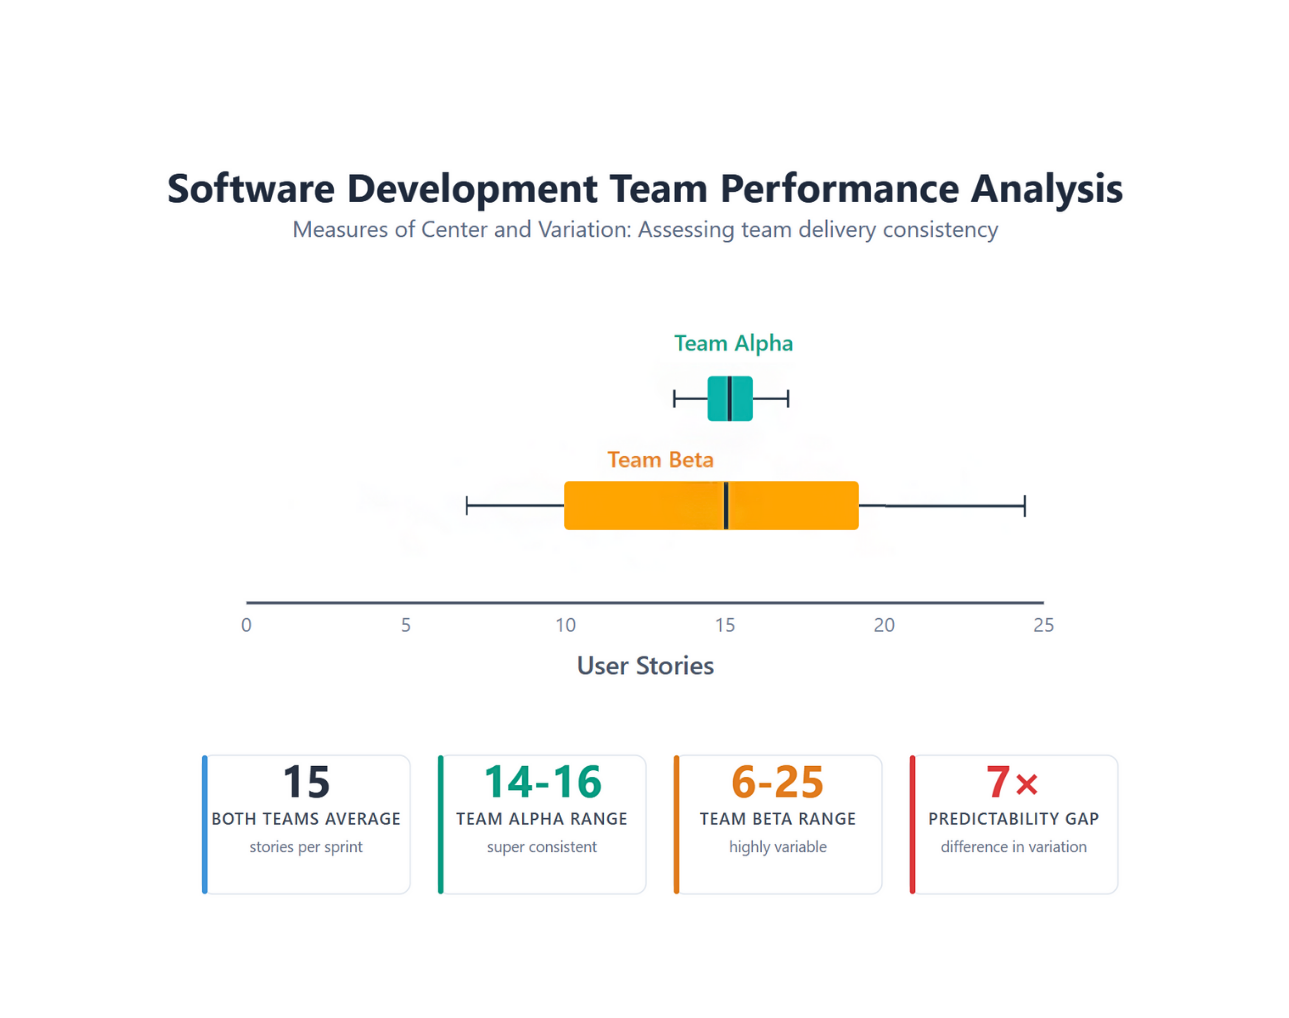 Software Development Team Performance Analysis
Measures of Center and Variation: Assessing team delivery consistency
Team Alpha
Team Beta
0 5 10 15 20 25
User Stories
15
BOTH TEAMS AVERAGE
stories per sprint
14-16
TEAM ALPHA RANGE
super consistent
6-25
TEAM BETA RANGE
highly variable
7×
PREDICTABILITY GAP
difference in variation